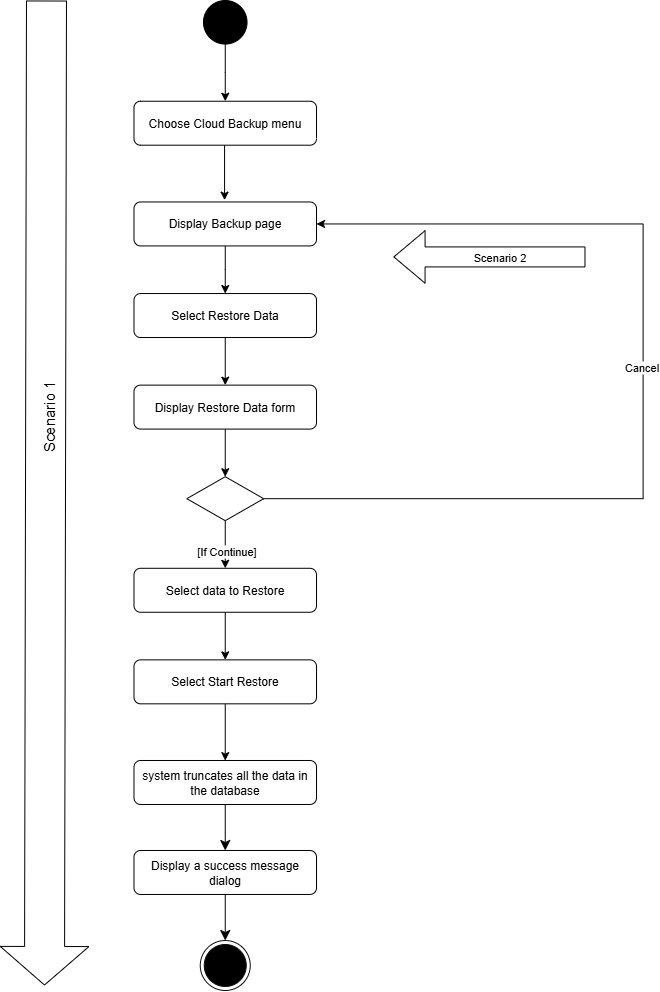 Choose Cloud Backup menu
Display Backup page
Scenario 2
Select Restore Data
Cancel
Scenario 1
Display Restore Data form
[If Continue]
Select data to Restore
Select Start Restore
system truncates all the data in
the database
Display a success message
dialog